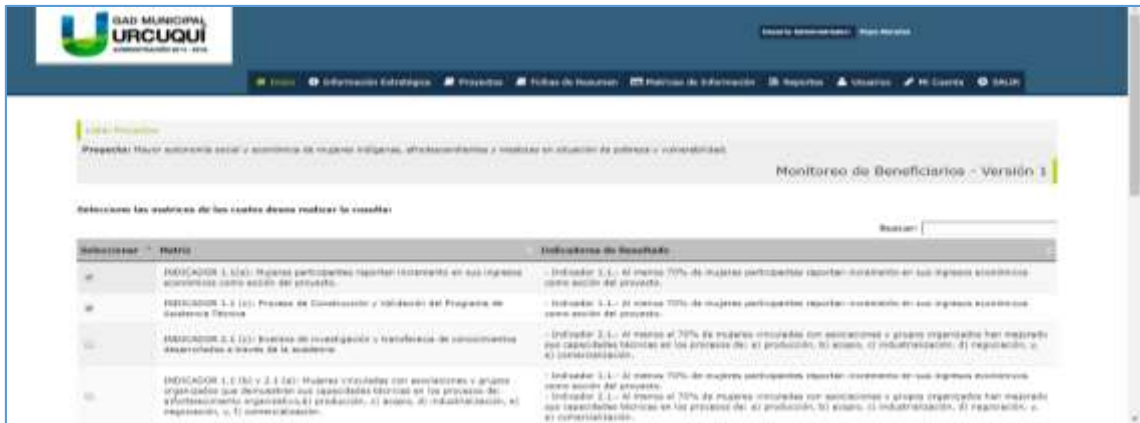 GAD MUNICIPAL
URCUQUÍ
Usuario Administrador:
Inicio Información Estratégica Proyectos Fichas de Resumen Matrices de Información Reportes Usuarios Mi Cuenta SALIR
Listar Proyectos
Proyecto: Mayor autonomía social y económica de mujeres indígenas, afrodescendientes y mestizas en situación de pobreza y vulnerabilidad.
Monitoreo de Beneficiarios - Versión 1
Seleccione las matrices de las cuales desea realizar la consulta:
Buscar:
Seleccionar Matriz Indicadores de Resultado
INDICADOR 1.1(a): Mujeres participantes reportan incremento en sus ingresos
económicos como acción del proyecto.
- Indicador 1.1.- Al menos 70% de mujeres participantes reportan incremento en sus ingresos económicos
como acción del proyecto.
INDICADOR 1.1 (c): Proceso de Construcción y Validación del Programa de
Asistencia Técnica
- Indicador 1.1.- Al menos 70% de mujeres participantes reportan incremento en sus ingresos económicos
como acción del proyecto.
INDICADOR 2.1 (c): Eventos de investigación y transferencia de conocimientos
desarrollados a través de la academia
- Indicador 2.1.- Al menos el 70% de mujeres vinculadas con asociaciones y grupos organizados han mejorado
sus capacidades técnicas en los procesos de: a) producción, b) acopio, c) industrialización, d) negociación, y,
e) comercialización.
INDICADOR 1.1 (b) y 2.1 (a): Mujeres vinculadas con asociaciones y grupos
organizados que demuestran sus capacidades técnicas en los procesos de:
organizativo, b) producción, c) acopio, d) industrialización, e)
negociación, y, f) comercialización.
- Indicador 1.1.- Al menos 70% de mujeres participantes reportan incremento en sus ingresos económicos
como acción del proyecto.
- Indicador 2.1.- Al menos el 70% de mujeres vinculadas con asociaciones y grupos organizados han mejorado
sus capacidades técnicas en los procesos de: a) producción, b) acopio, c) industrialización, d) negociación, y,
e) comercialización.